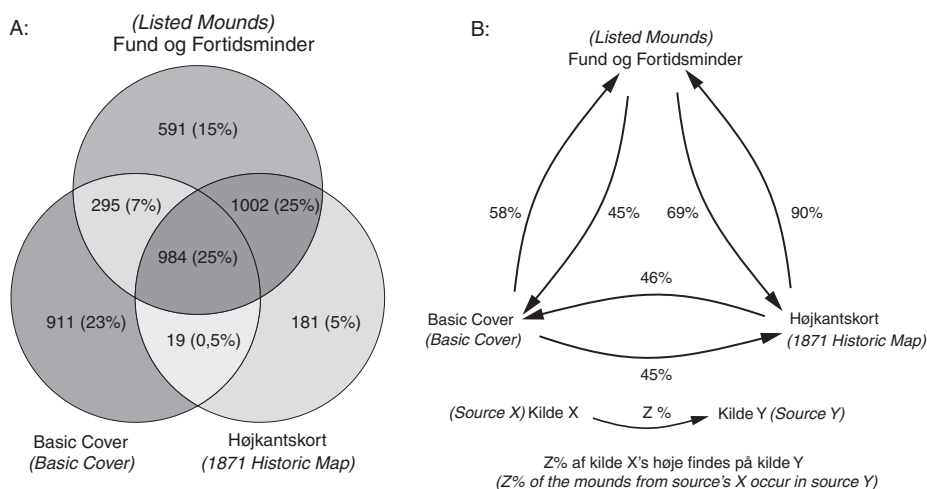 A:
(Listed Mounds)
Fund og Fortidsminder
591 (15%)
295 (7%)
1002 (25%)
984 (25%)
911 (23%)
19 (0,5%)
181 (5%)
Basic Cover
(Basic Cover)
Højkantskort
(1871 Historic Map)
B:
(Listed Mounds)
Fund og Fortidsminder
58%
45%
69%
90%
46%
Basic Cover
(Basic Cover)
Højkantskort
(1871 Historic Map)
45%
(Source X) Kilde X
Z %
Kilde Y (Source Y)
Z% af kilde X's høje findes på kilde Y
(Z% of the mounds from source's X occur in source Y)